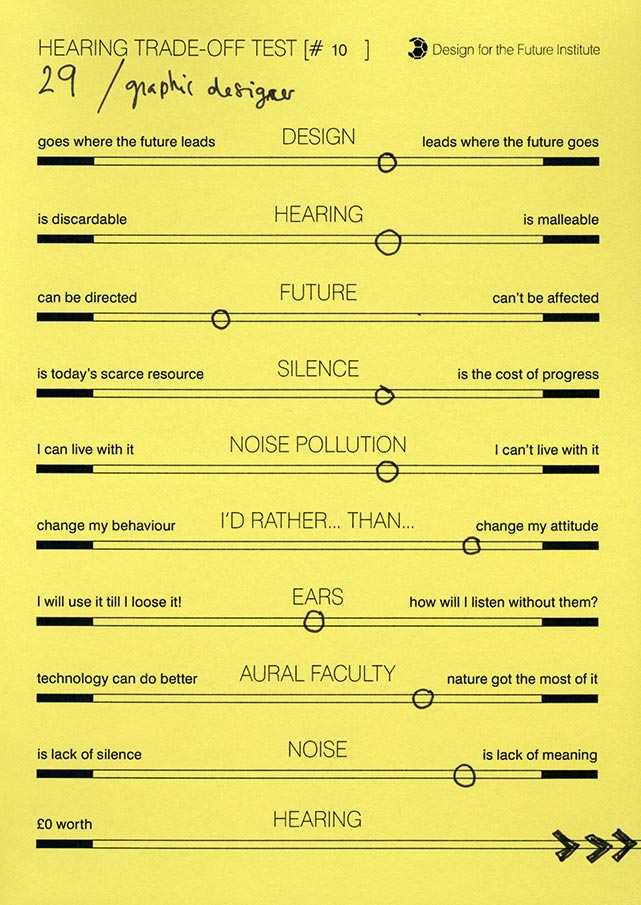 HEARING TRADE-OFF TEST [# 10 ]
Design for the Future Institute
29 / graphic designer
DESIGN
goes where the future leads
leads where the future goes
HEARING
is discardable
is malleable
FUTURE
can be directed
can't be affected
SILENCE
is today's scarce resource
is the cost of progress
NOISE POLLUTION
I can live with it
I can't live with it
I'D RATHER... THAN...
change my behaviour
change my attitude
EARS
I will use it till I loose it!
how will I listen without them?
AURAL FACULTY
technology can do better
nature got the most of it
NOISE
is lack of silence
is lack of meaning
HEARING
£0 worth